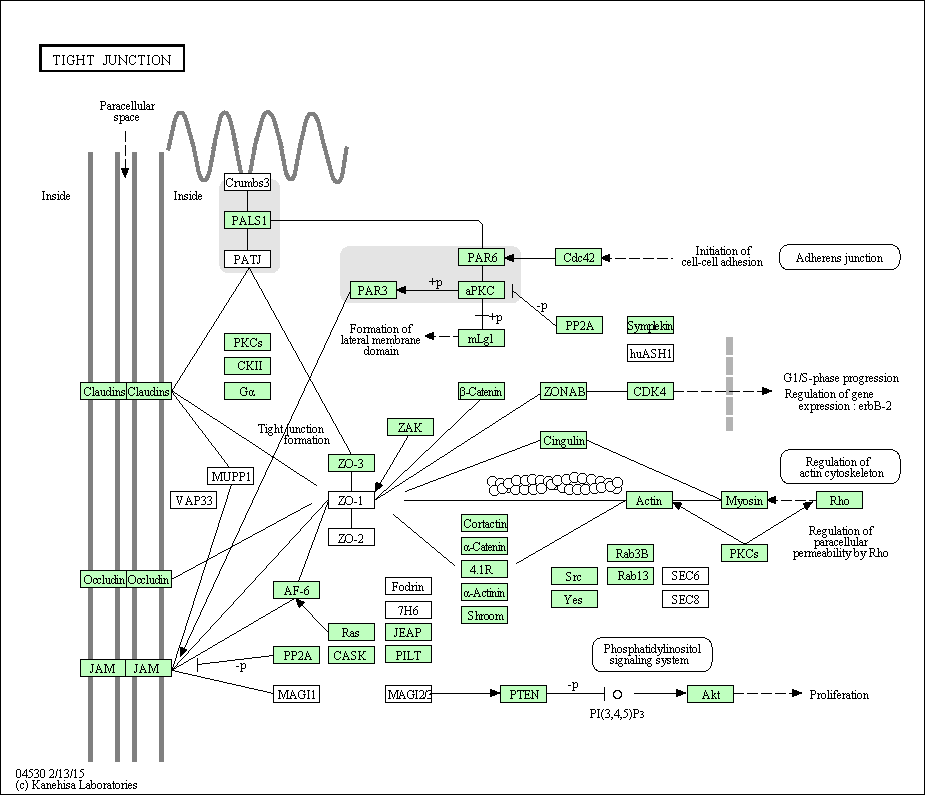 TIGHT JUNCTION
Paracellular
space
Inside
Inside
Crumbs3
PALS1
PATJ
PAR6
Cdc42
Initiation of
cell-cell adhesion
Adherens junction
PAR3
+p
aPKC
-p
+p
PP2A
Symplekin
Formation of
lateral membrane
domain
mLgl
PKCs
huASH1
CKII
Claudins
Claudins
Gα
β-Catenin
ZONAB
CDK4
G1/S-phase progression
Regulation of gene
expression : erbB-2
Tight junction
formation
ZAK
Cingulin
ZO-3
MUPP1
Regulation of
actin cytoskeleton
VAP33
ZO-1
Actin
Myosin
Rho
ZO-2
Cortactin
α-Catenin
4.1R
α-Actinin
Shroom
Rab3B
PKCs
Regulation of
paracellular
permeability by Rho
Occludin
Occludin
AF-6
Fodrin
Src
Rab13
SEC6
7H6
Yes
SEC8
Ras
JEAP
PP2A
CASK
PILT
JAM
JAM
-p
Phosphatidylinositol
signaling system
MAGI1
MAGI2/3
PTEN
-p
Akt
Proliferation
PI(3,4,5)P3
04530 2/13/15
(c) Kanehisa Laboratories